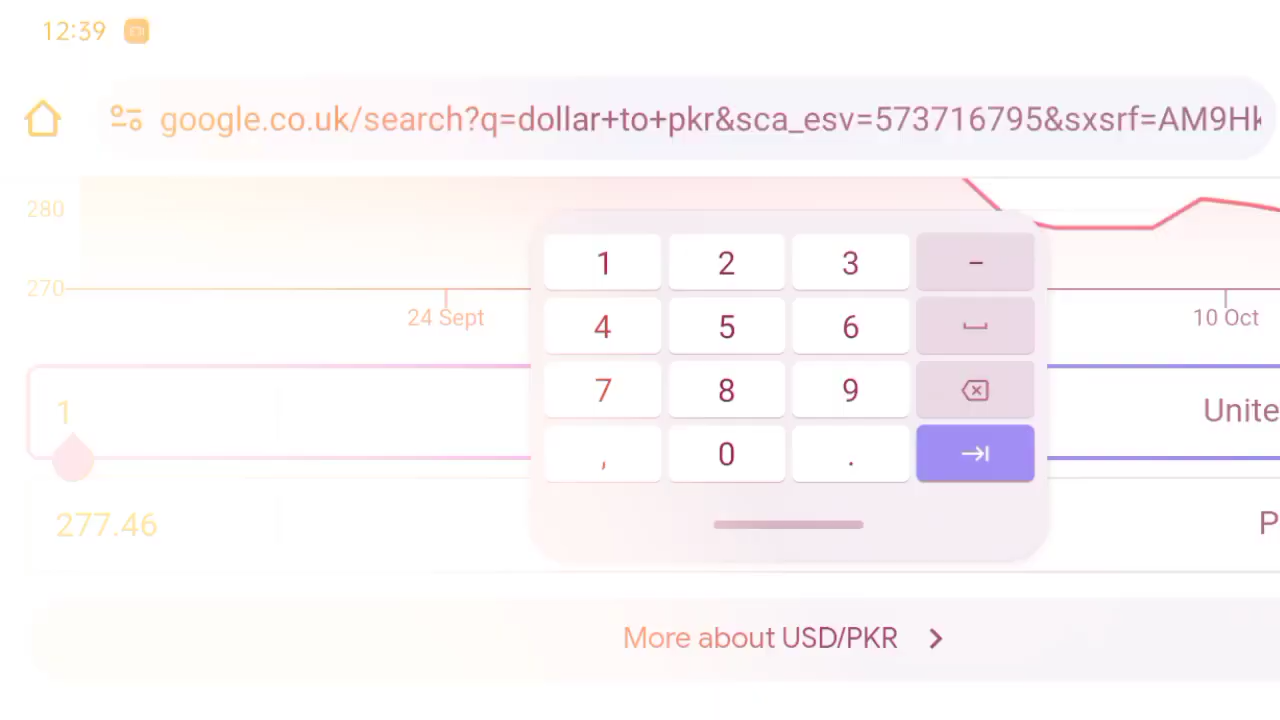 12:39
google.co.uk/search?q=dollar+to+pkr&sca_esv=573716795&sxsrf=AM9Hk
280
270
24 Sept
10 Oct
1 2 3 -
4 5 6
7 8 9
, 0 .
1
Unite
277.46
P
More about USD/PKR